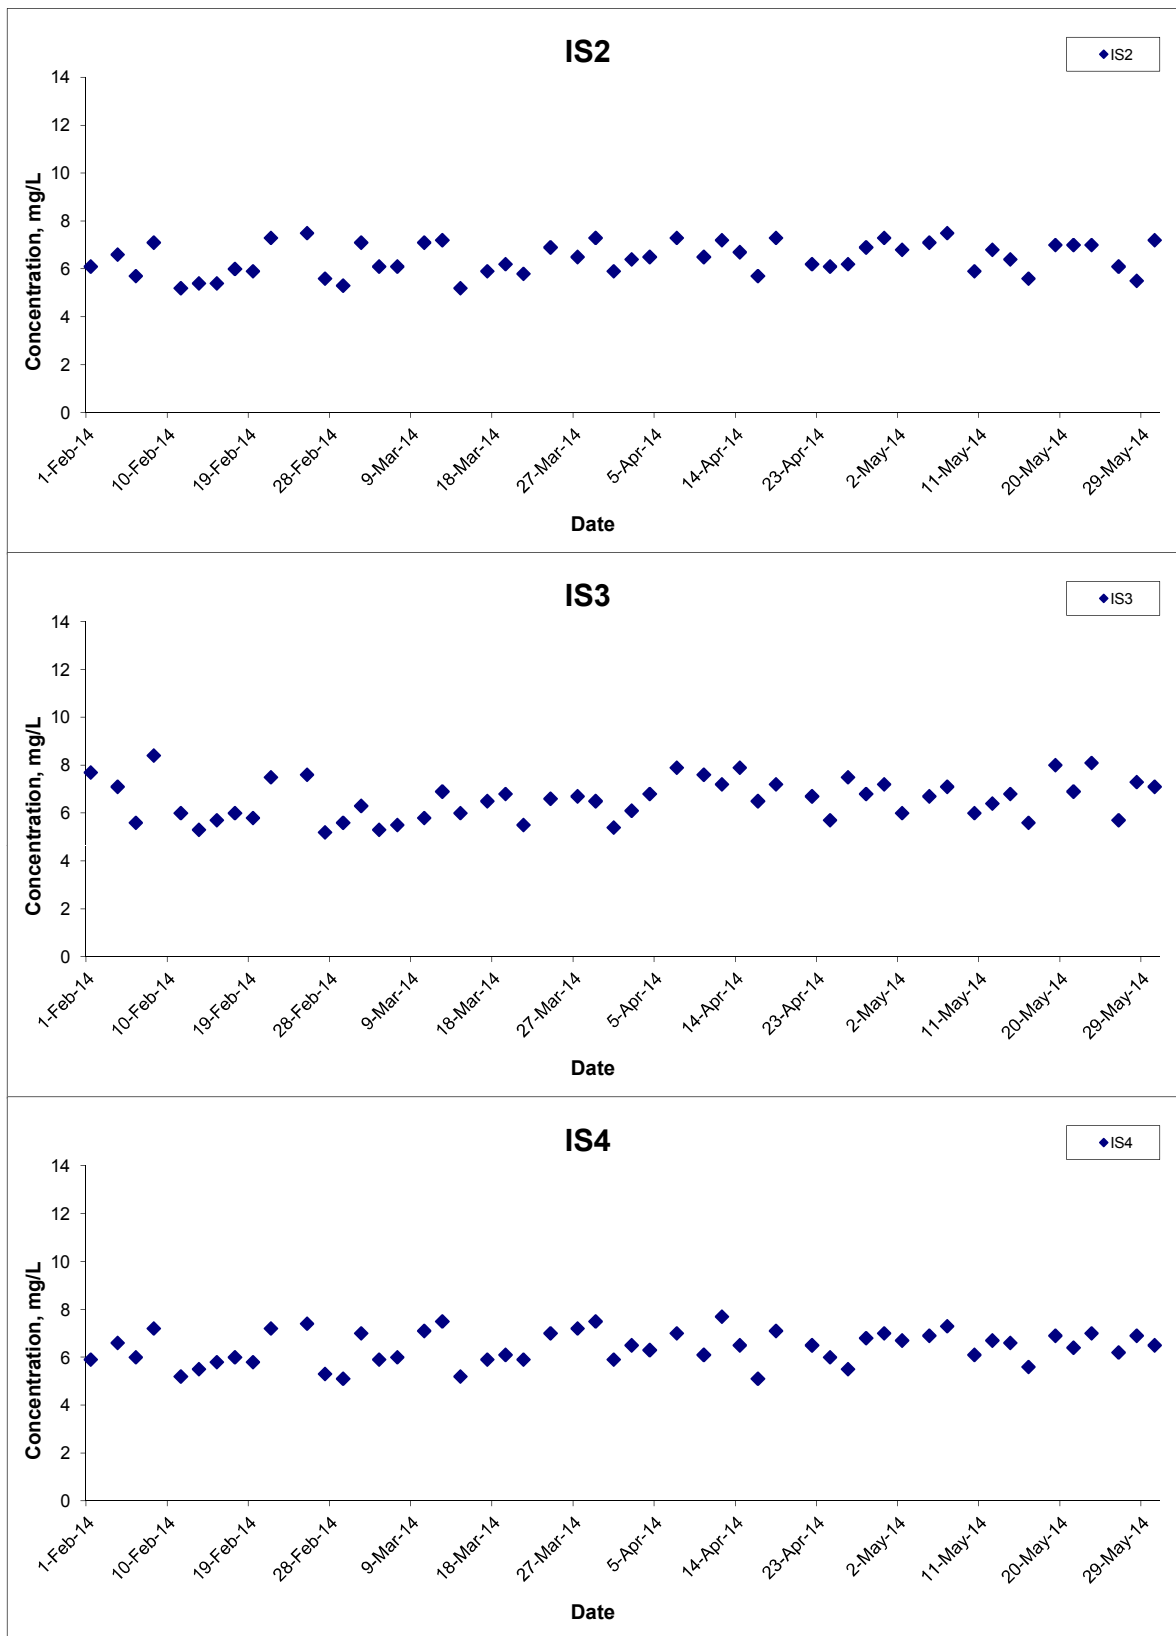 IS2
IS2
Concentration, mg/L
14
12
10
8
6
4
2
0
1-Feb-14
10-Feb-14
19-Feb-14
28-Feb-14
9-Mar-14
18-Mar-14
27-Mar-14
5-Apr-14
14-Apr-14
23-Apr-14
2-May-14
11-May-14
20-May-14
29-May-14
Date
IS3
IS3
Concentration, mg/L
14
12
10
8
6
4
2
0
1-Feb-14
10-Feb-14
19-Feb-14
28-Feb-14
9-Mar-14
18-Mar-14
27-Mar-14
5-Apr-14
14-Apr-14
23-Apr-14
2-May-14
11-May-14
20-May-14
29-May-14
Date
IS4
IS4
Concentration, mg/L
14
12
10
8
6
4
2
0
1-Feb-14
10-Feb-14
19-Feb-14
28-Feb-14
9-Mar-14
18-Mar-14
27-Mar-14
5-Apr-14
14-Apr-14
23-Apr-14
2-May-14
11-May-14
20-May-14
29-May-14
Date